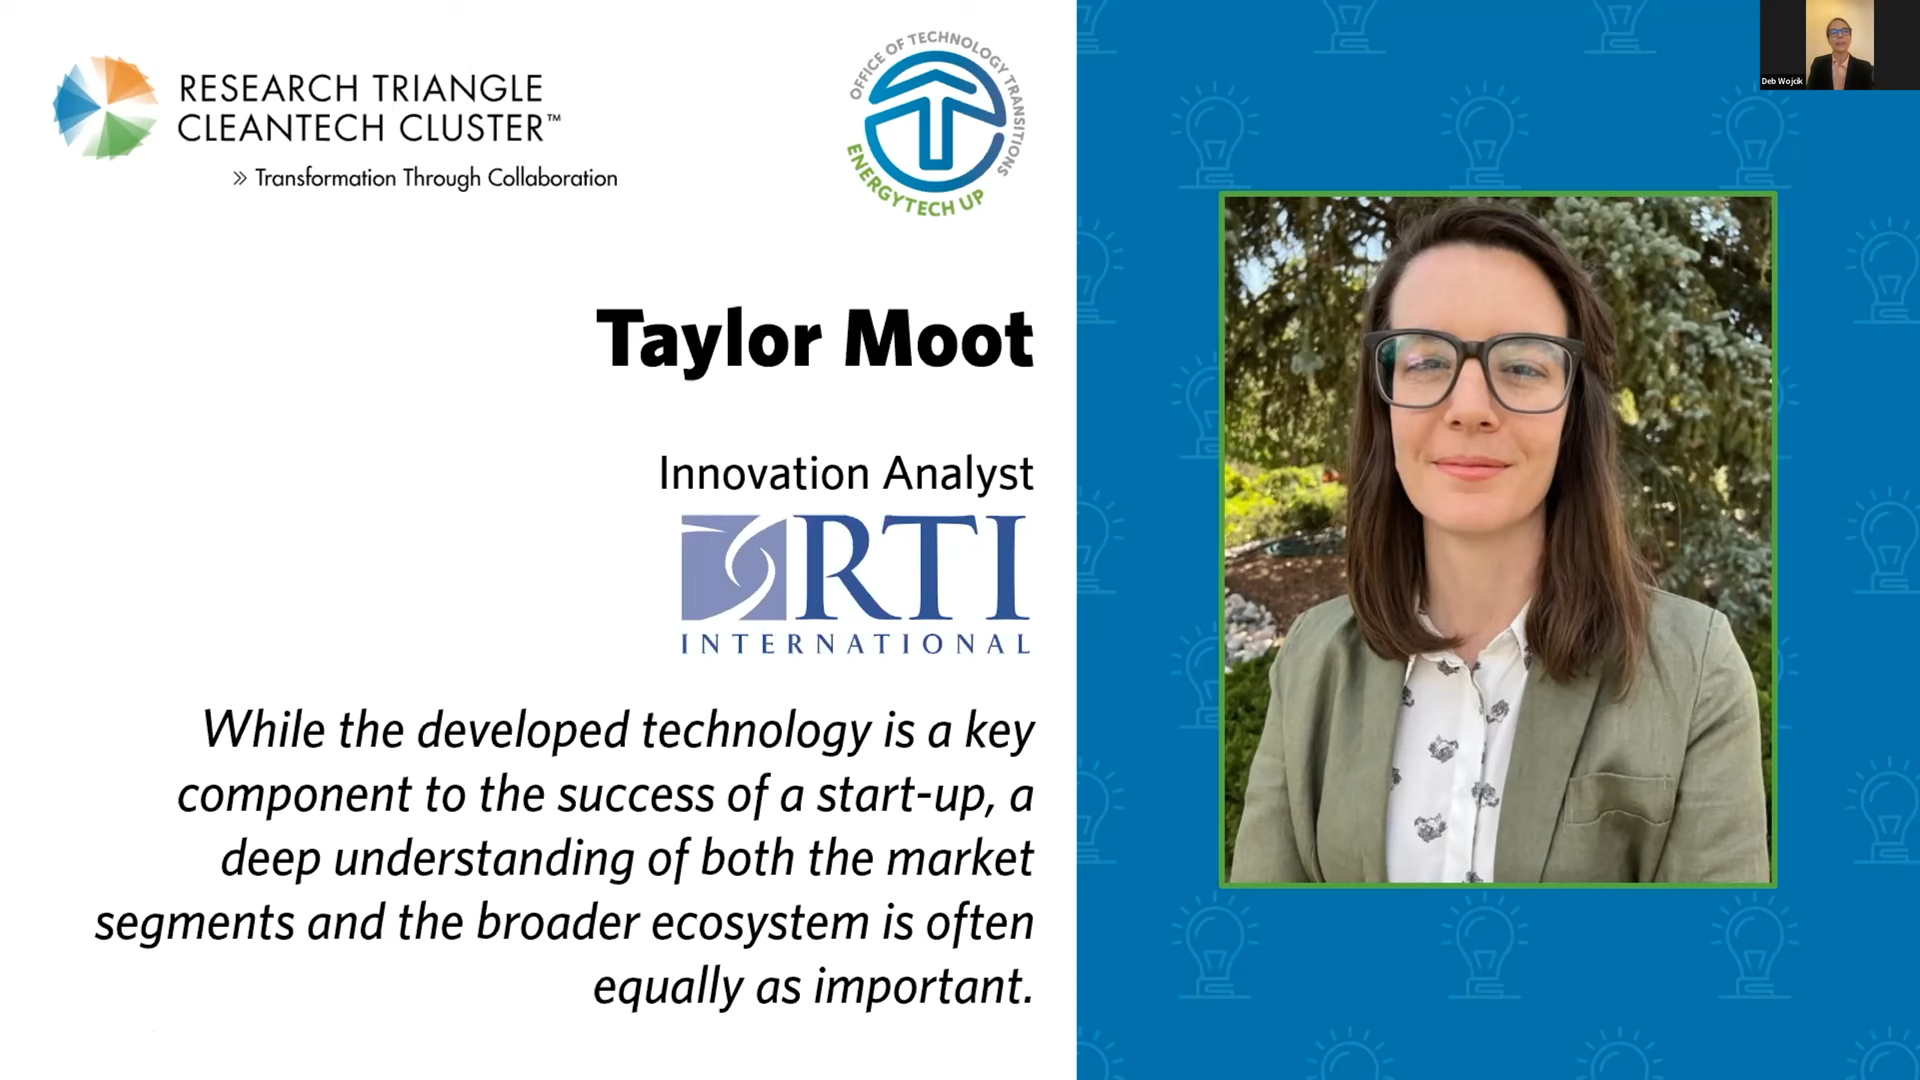 RESEARCH TRIANGLE
CLEANTECH CLUSTER™
» Transformation Through Collaboration
OFFICE OF TECHNOLOGY TRANSITIONS
ENERGYTECH UP
Deb Wojcik
Taylor Moot
Innovation Analyst
RTI
INTERNATIONAL
While the developed technology is a key
component to the success of a start-up, a
deep understanding of both the market
segments and the broader ecosystem is often
equally as important.